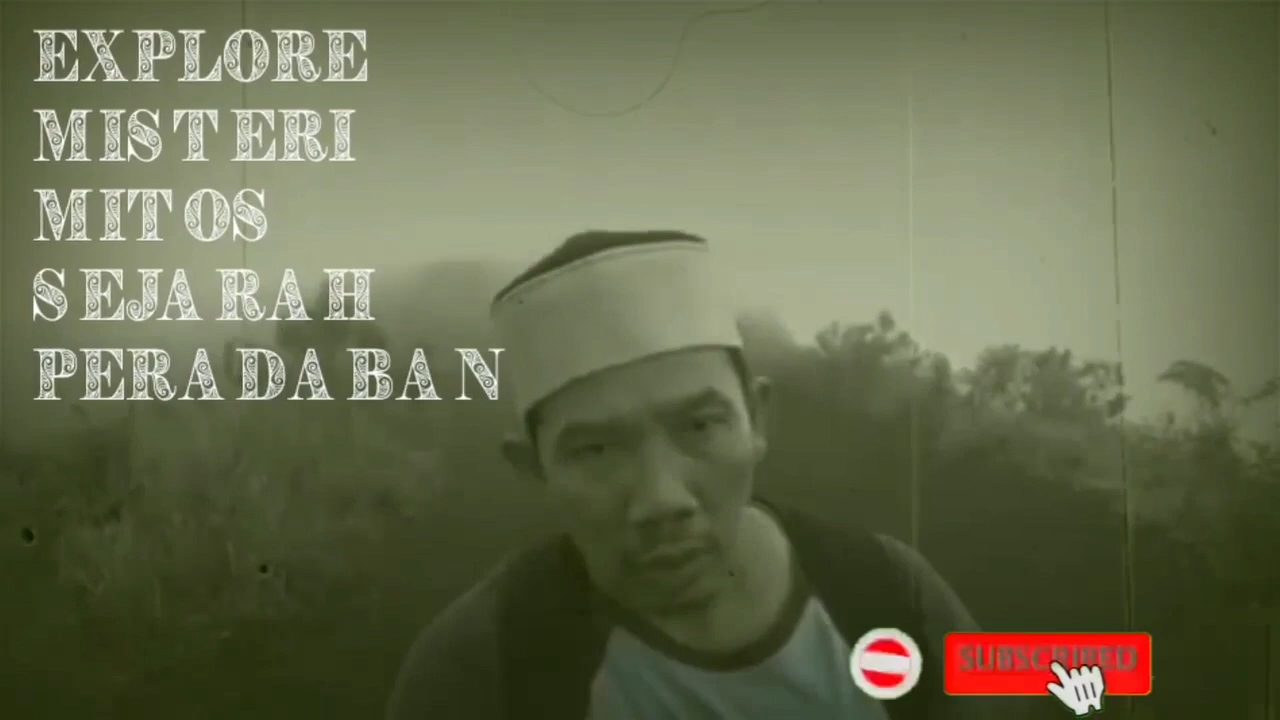 EXPLORE
MISTERI
MITOS
SEJARAH
PERADABAN
SUBSCRIBED